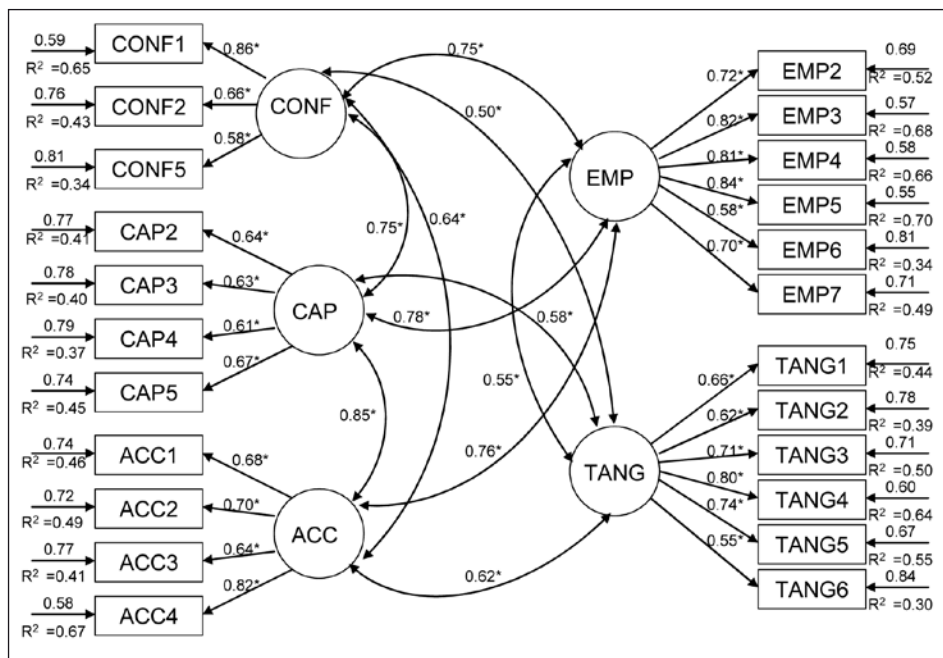 0.59
CONF1
R² =0.65
0.86*
0.76
CONF2
R² =0.43
0.66*
0.81
CONF5
R² =0.34
0.58*
CONF
0.77
CAP2
R² =0.41
0.64*
0.78
CAP3
R² =0.40
0.63*
0.79
CAP4
R² =0.37
0.61*
0.74
CAP5
R² =0.45
0.67*
CAP
0.74
ACC1
R² =0.46
0.68*
0.72
ACC2
R² =0.49
0.70*
0.77
ACC3
R² =0.41
0.64*
0.58
ACC4
R² =0.67
0.82*
ACC
0.75*
0.50*
0.75*
0.64*
0.78*
0.58*
0.55*
0.85*
0.76*
0.62*
EMP
0.72*
EMP2
0.69
R² =0.52
0.82*
EMP3
0.57
R² =0.68
0.81*
EMP4
0.58
R² =0.66
0.84*
EMP5
0.55
R² =0.70
0.58*
EMP6
0.81
R² =0.34
0.70*
EMP7
0.71
R² =0.49
TANG
0.66*
TANG1
0.75
R² =0.44
0.62*
TANG2
0.78
R² =0.39
0.71*
TANG3
0.71
R² =0.50
0.80*
TANG4
0.60
R² =0.64
0.74*
TANG5
0.67
R² =0.55
0.55*
TANG6
0.84
R² =0.30